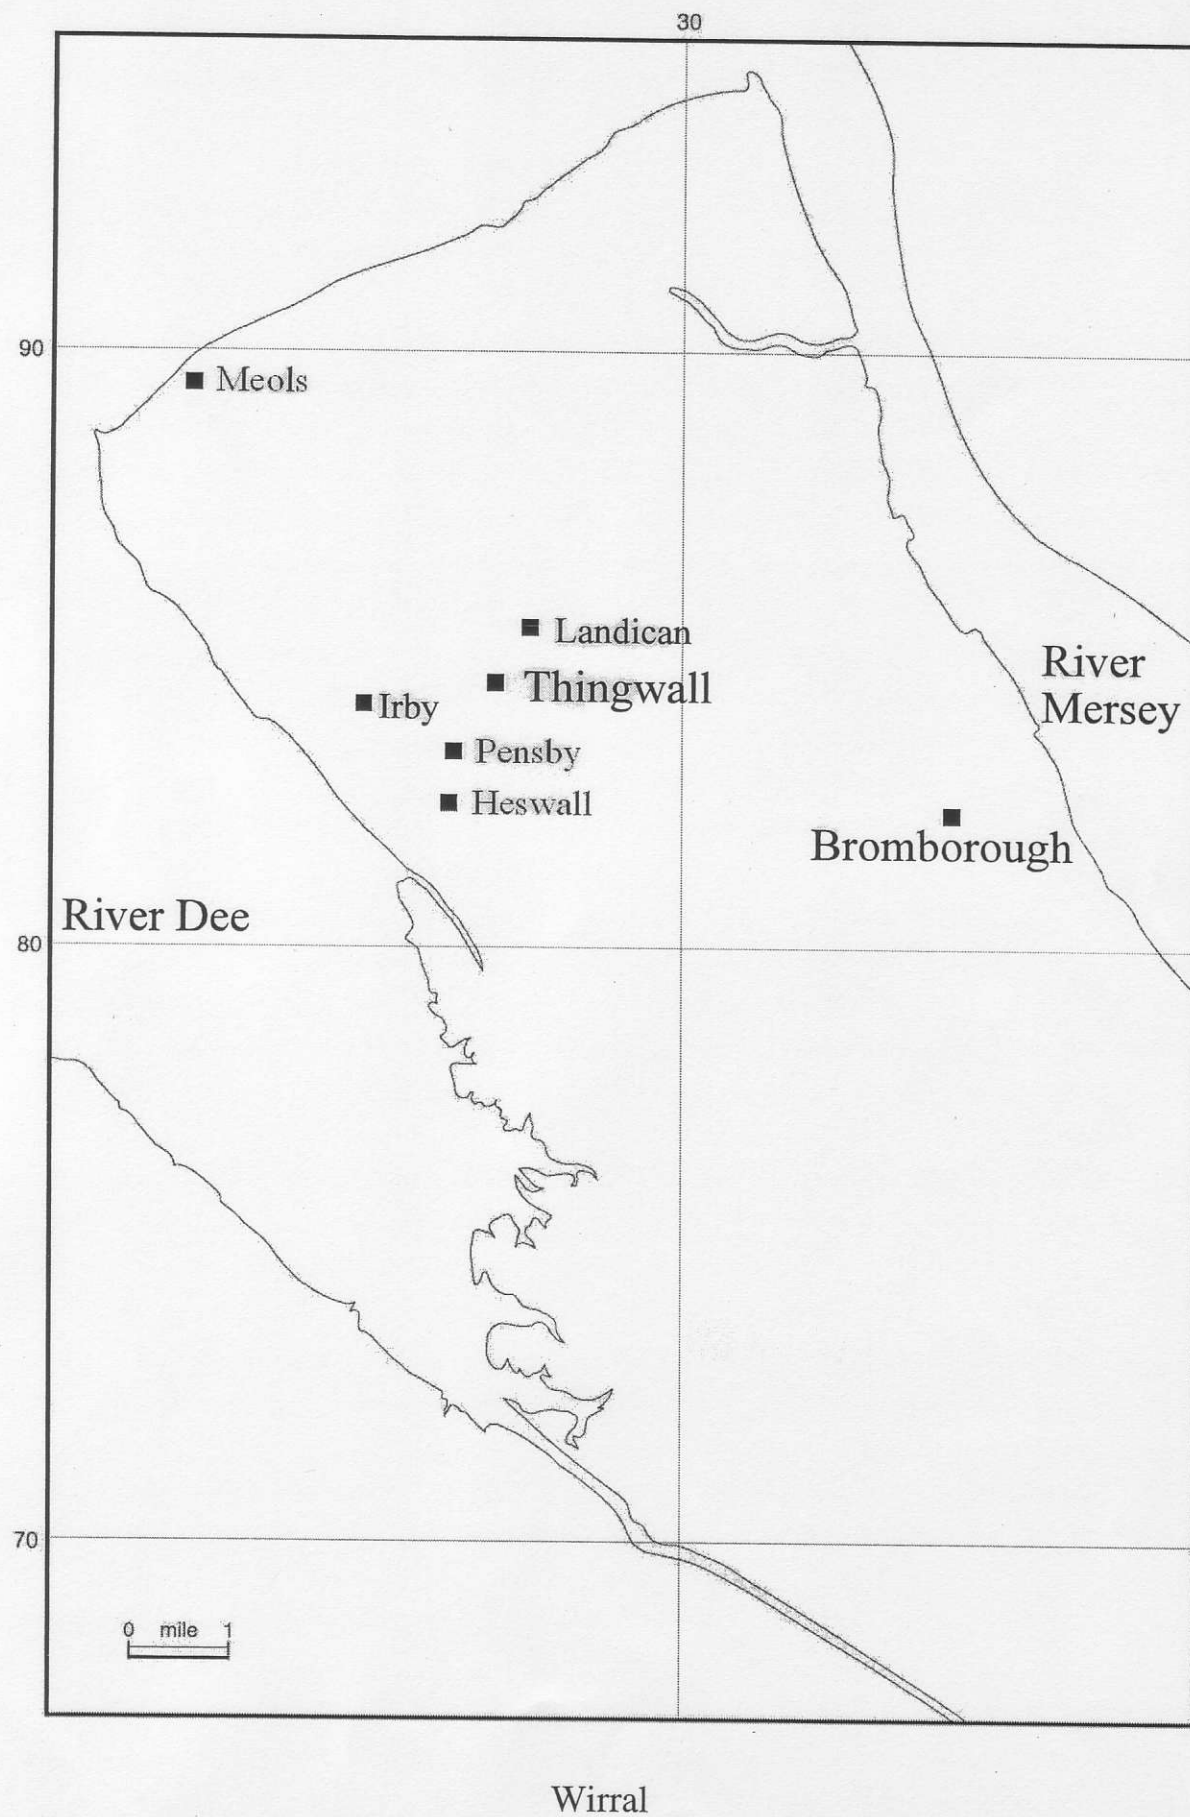 30
90
Meols
Landican
Thingwall
Irby
Pensby
Heswall
River
Mersey
Bromborough
River Dee
80
70
0 mile 1
Wirral